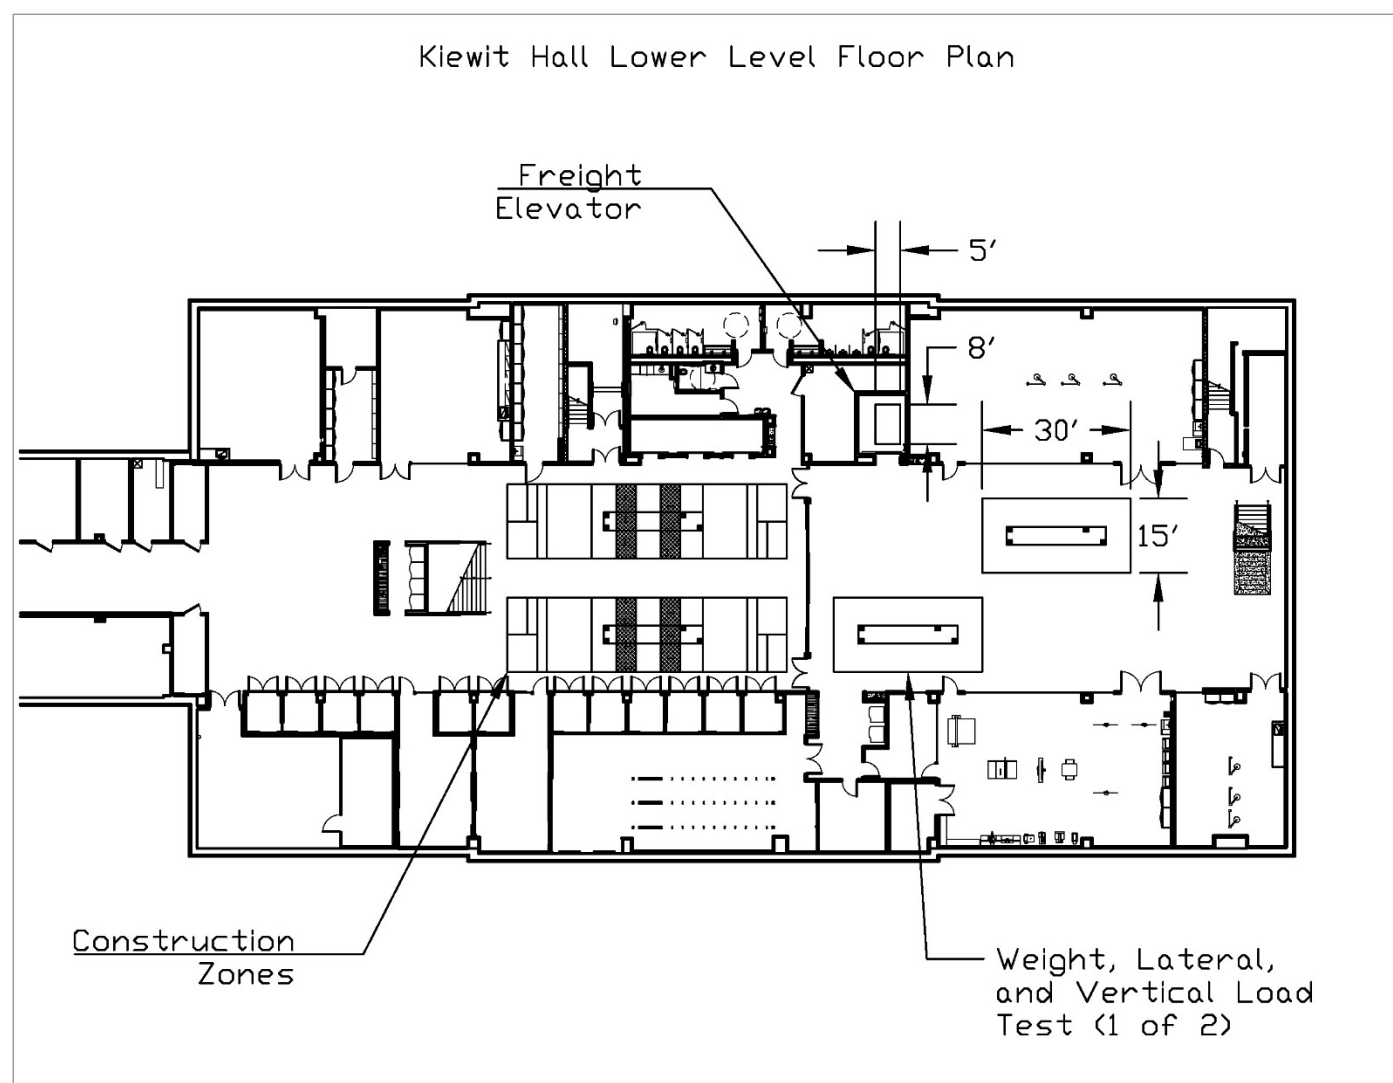 Kiewit Hall Lower Level Floor Plan
Freight
Elevator
5'
8'
30'
15'
Construction
Zones
Weight, Lateral,
and Vertical Load
Test (1 of 2)